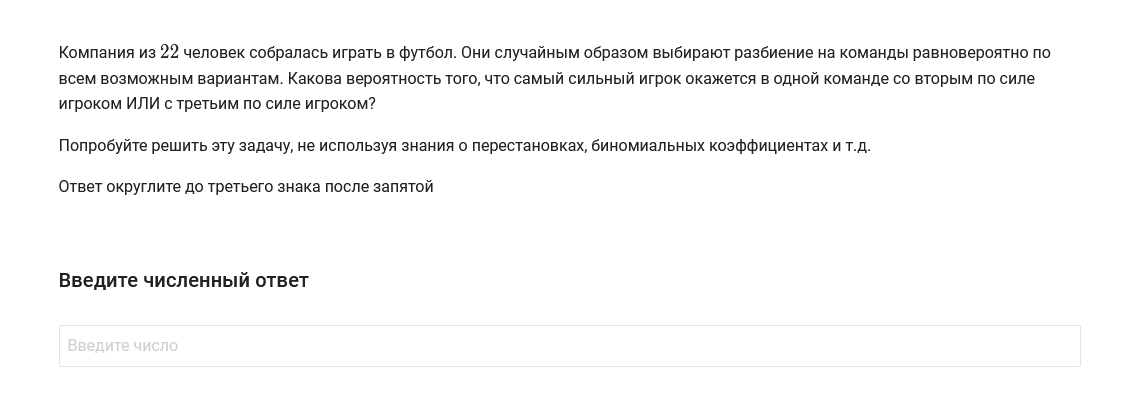 Компания из 22 человек собралась играть в футбол. Они случайным образом выбирают разбиение на команды равновероятно по
всем возможным вариантам. Какова вероятность того, что самый сильный игрок окажется в одной команде со вторым по силе
игроком ИЛИ с третьим по силе игроком?
Попробуйте решить эту задачу, не используя знания о перестановках, биномиальных коэффициентах и т.д.
Ответ округлите до третьего знака после запятой
Введите численный ответ
Введите число